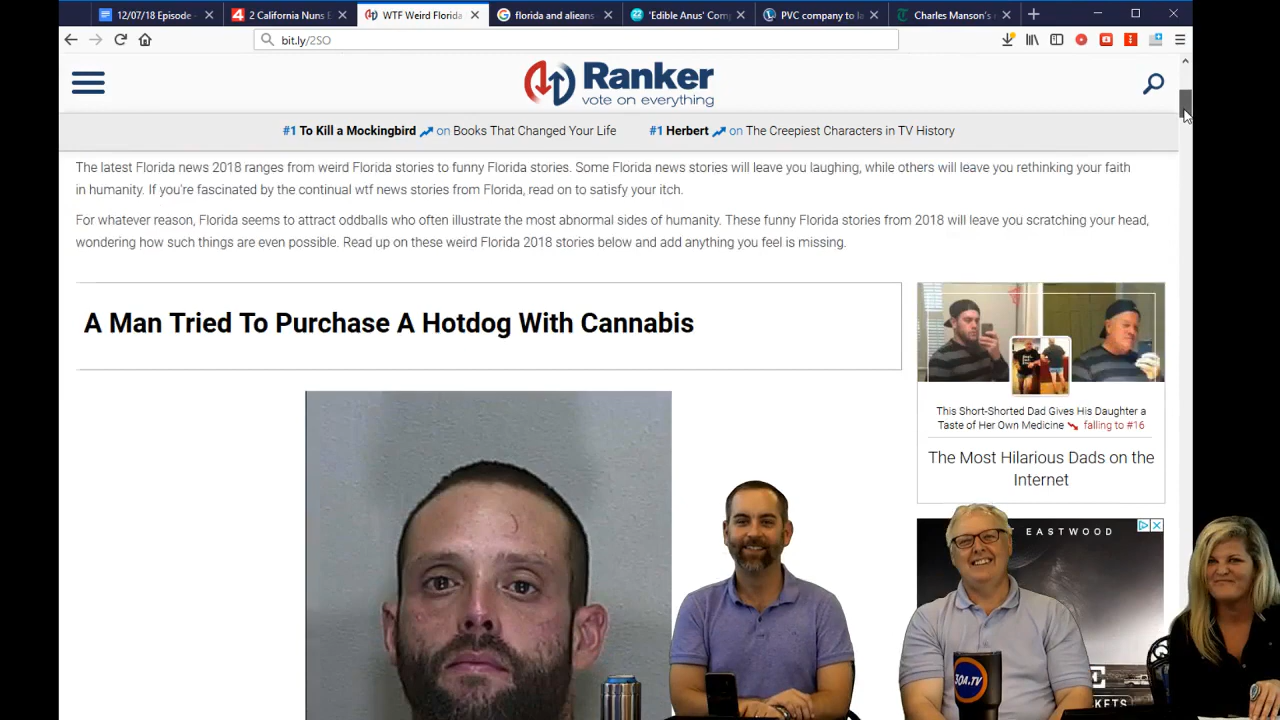 12/07/18 Episode -
2 California Nuns E
WTF Weird Florida
florida and alieans
'Edible Anus' Com
PVC company to la
Charles Manson's r
bit.ly/2SO
Ranker
vote on everything
#1 To Kill a Mockingbird on Books That Changed Your Life
#1 Herbert on The Creepiest Characters in TV History
The latest Florida news 2018 ranges from weird Florida stories to funny Florida stories. Some Florida news stories will leave you laughing, while others will leave you rethinking your faith
in humanity. If you're fascinated by the continual wtf news stories from Florida, read on to satisfy your itch.
For whatever reason, Florida seems to attract oddballs who often illustrate the most abnormal sides of humanity. These funny Florida stories from 2018 will leave you scratching your head,
wondering how such things are even possible. Read up on these weird Florida 2018 stories below and add anything you feel is missing.
A Man Tried To Purchase A Hotdog With Cannabis
This Short-Shorted Dad Gives His Daughter a
Taste of Her Own Medicine falling to #16
The Most Hilarious Dads on the
Internet
T EASTWOOD
30A.TV
KETS